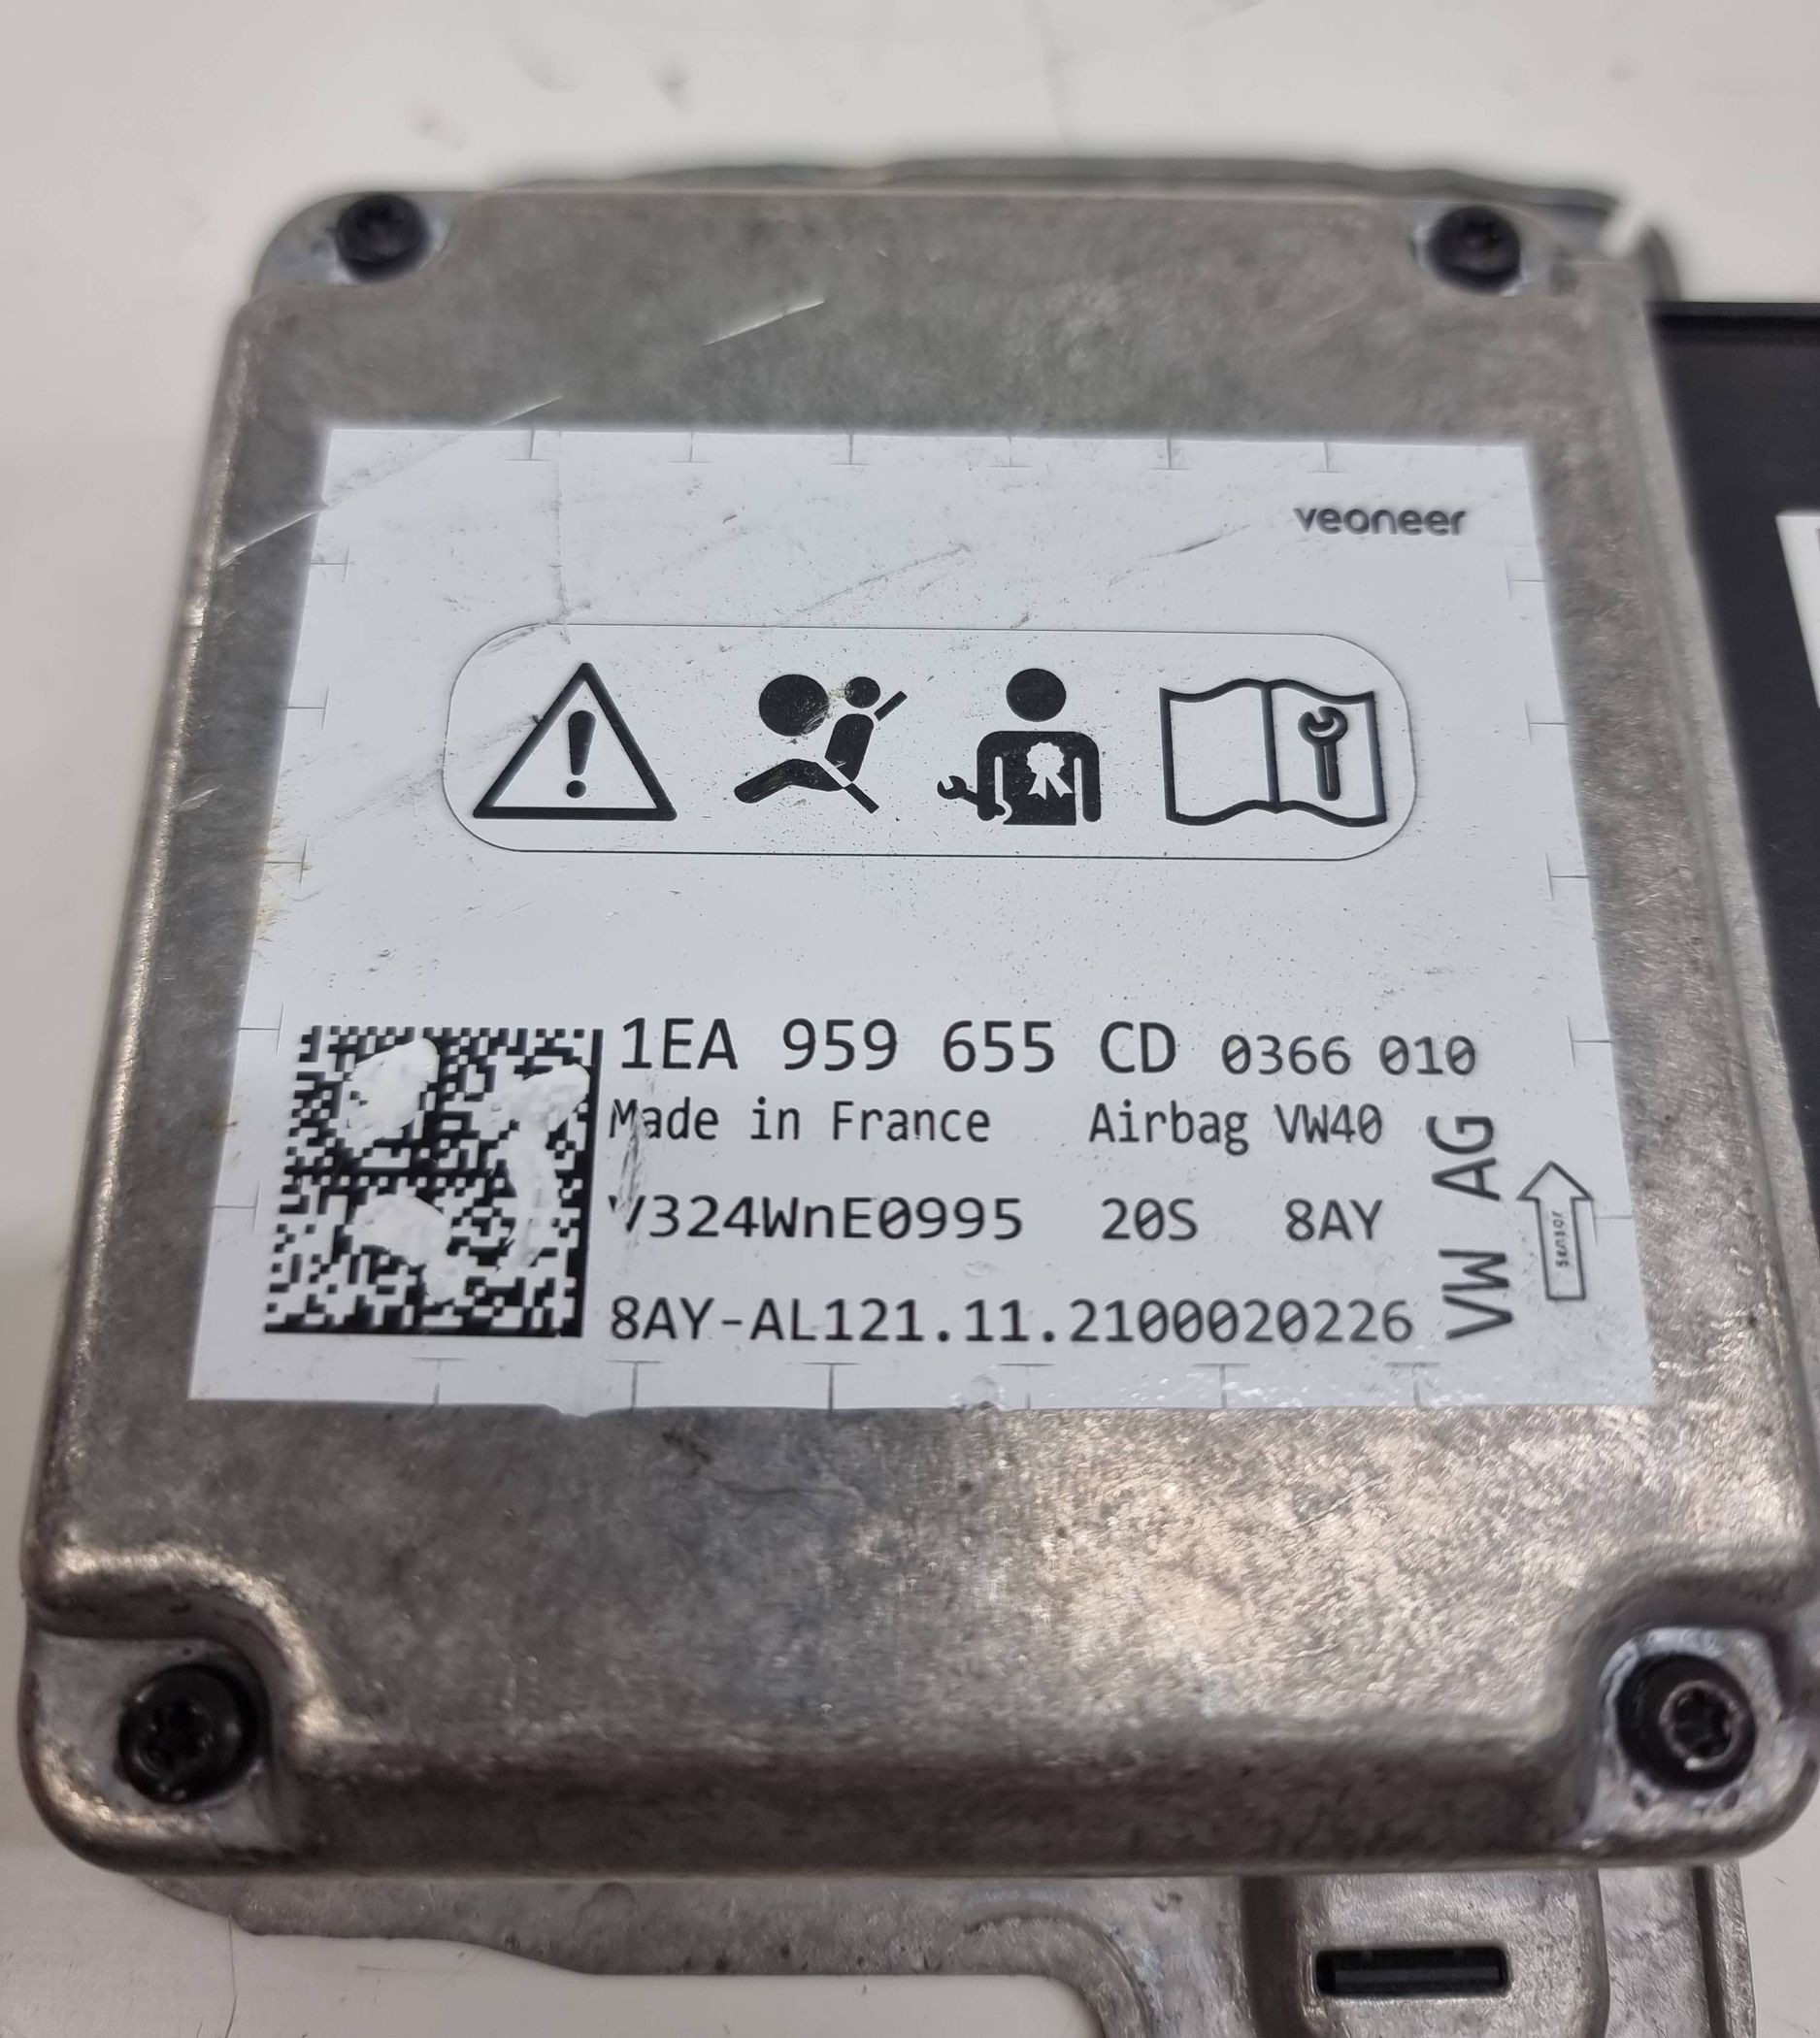 veoneer
1EA 959 655 CD 0366 010
Made in France Airbag VW40
V324WnE0995 20S 8AY
8AY-AL121.11.2100020226
VW AG
sensor